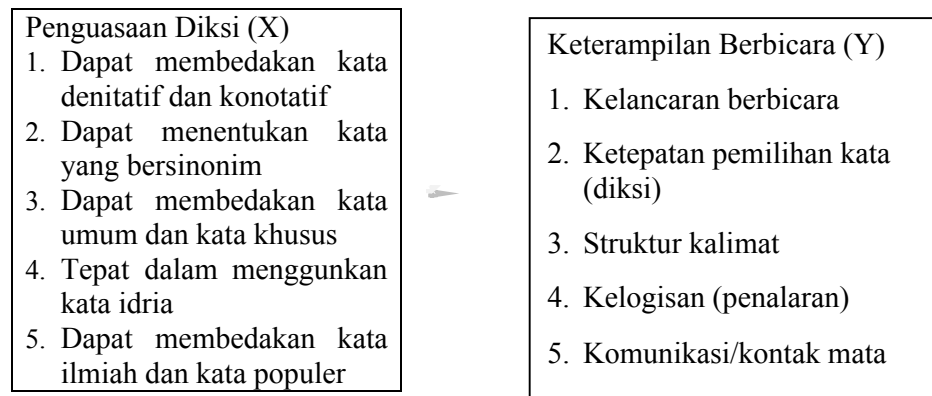 Penguasaan Diksi (X)
1. Dapat membedakan kata
denitatif dan konotatif
2. Dapat menentukan kata
yang bersinonim
3. Dapat membedakan kata
umum dan kata khusus
4. Tepat dalam menggunkan
kata idria
5. Dapat membedakan kata
ilmiah dan kata populer
Keterampilan Berbicara (Y)
1. Kelancaran berbicara
2. Ketepatan pemilihan kata
(diksi)
3. Struktur kalimat
4. Kelogisan (penalaran)
5. Komunikasi/kontak mata